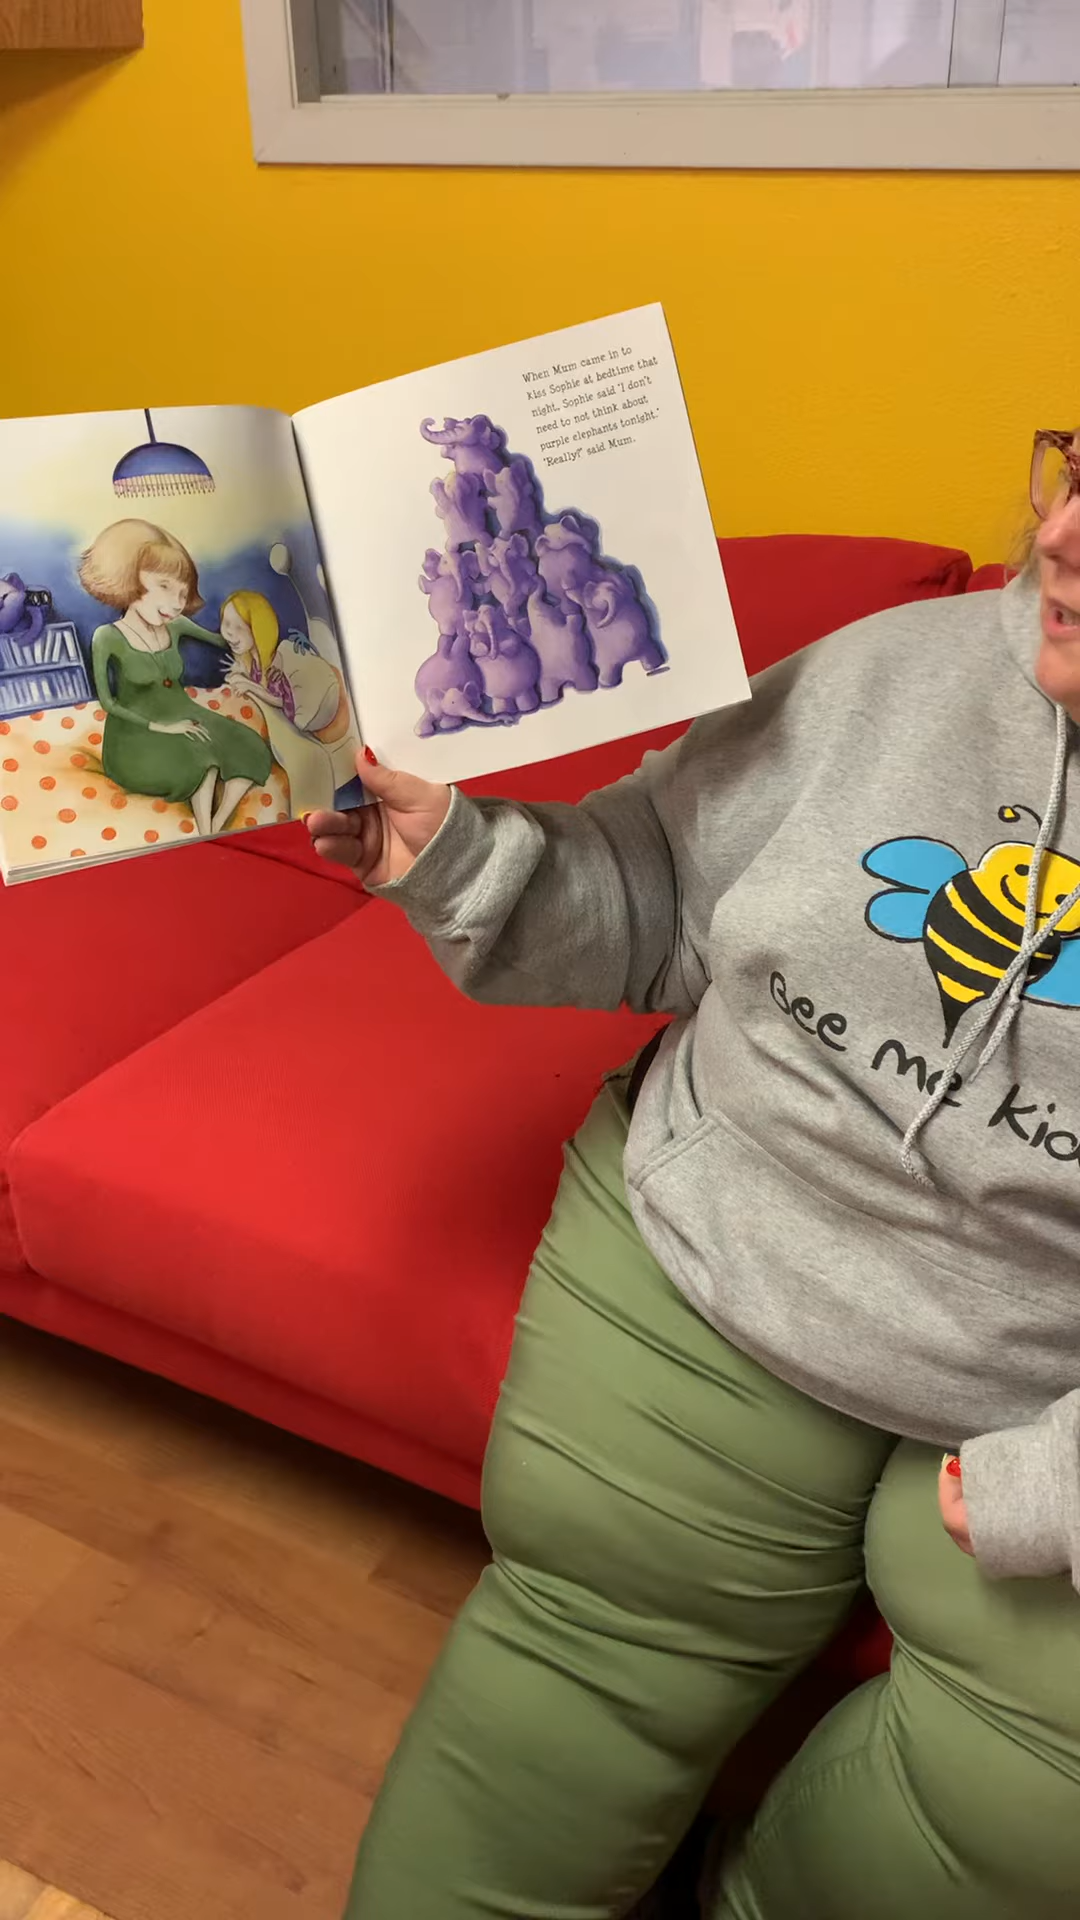 When Mum came in to
kiss Sophie at bedtime that
night, Sophie said "I don't
need to not think about
purple elephants tonight."
"Really?" said Mum.
Bee me